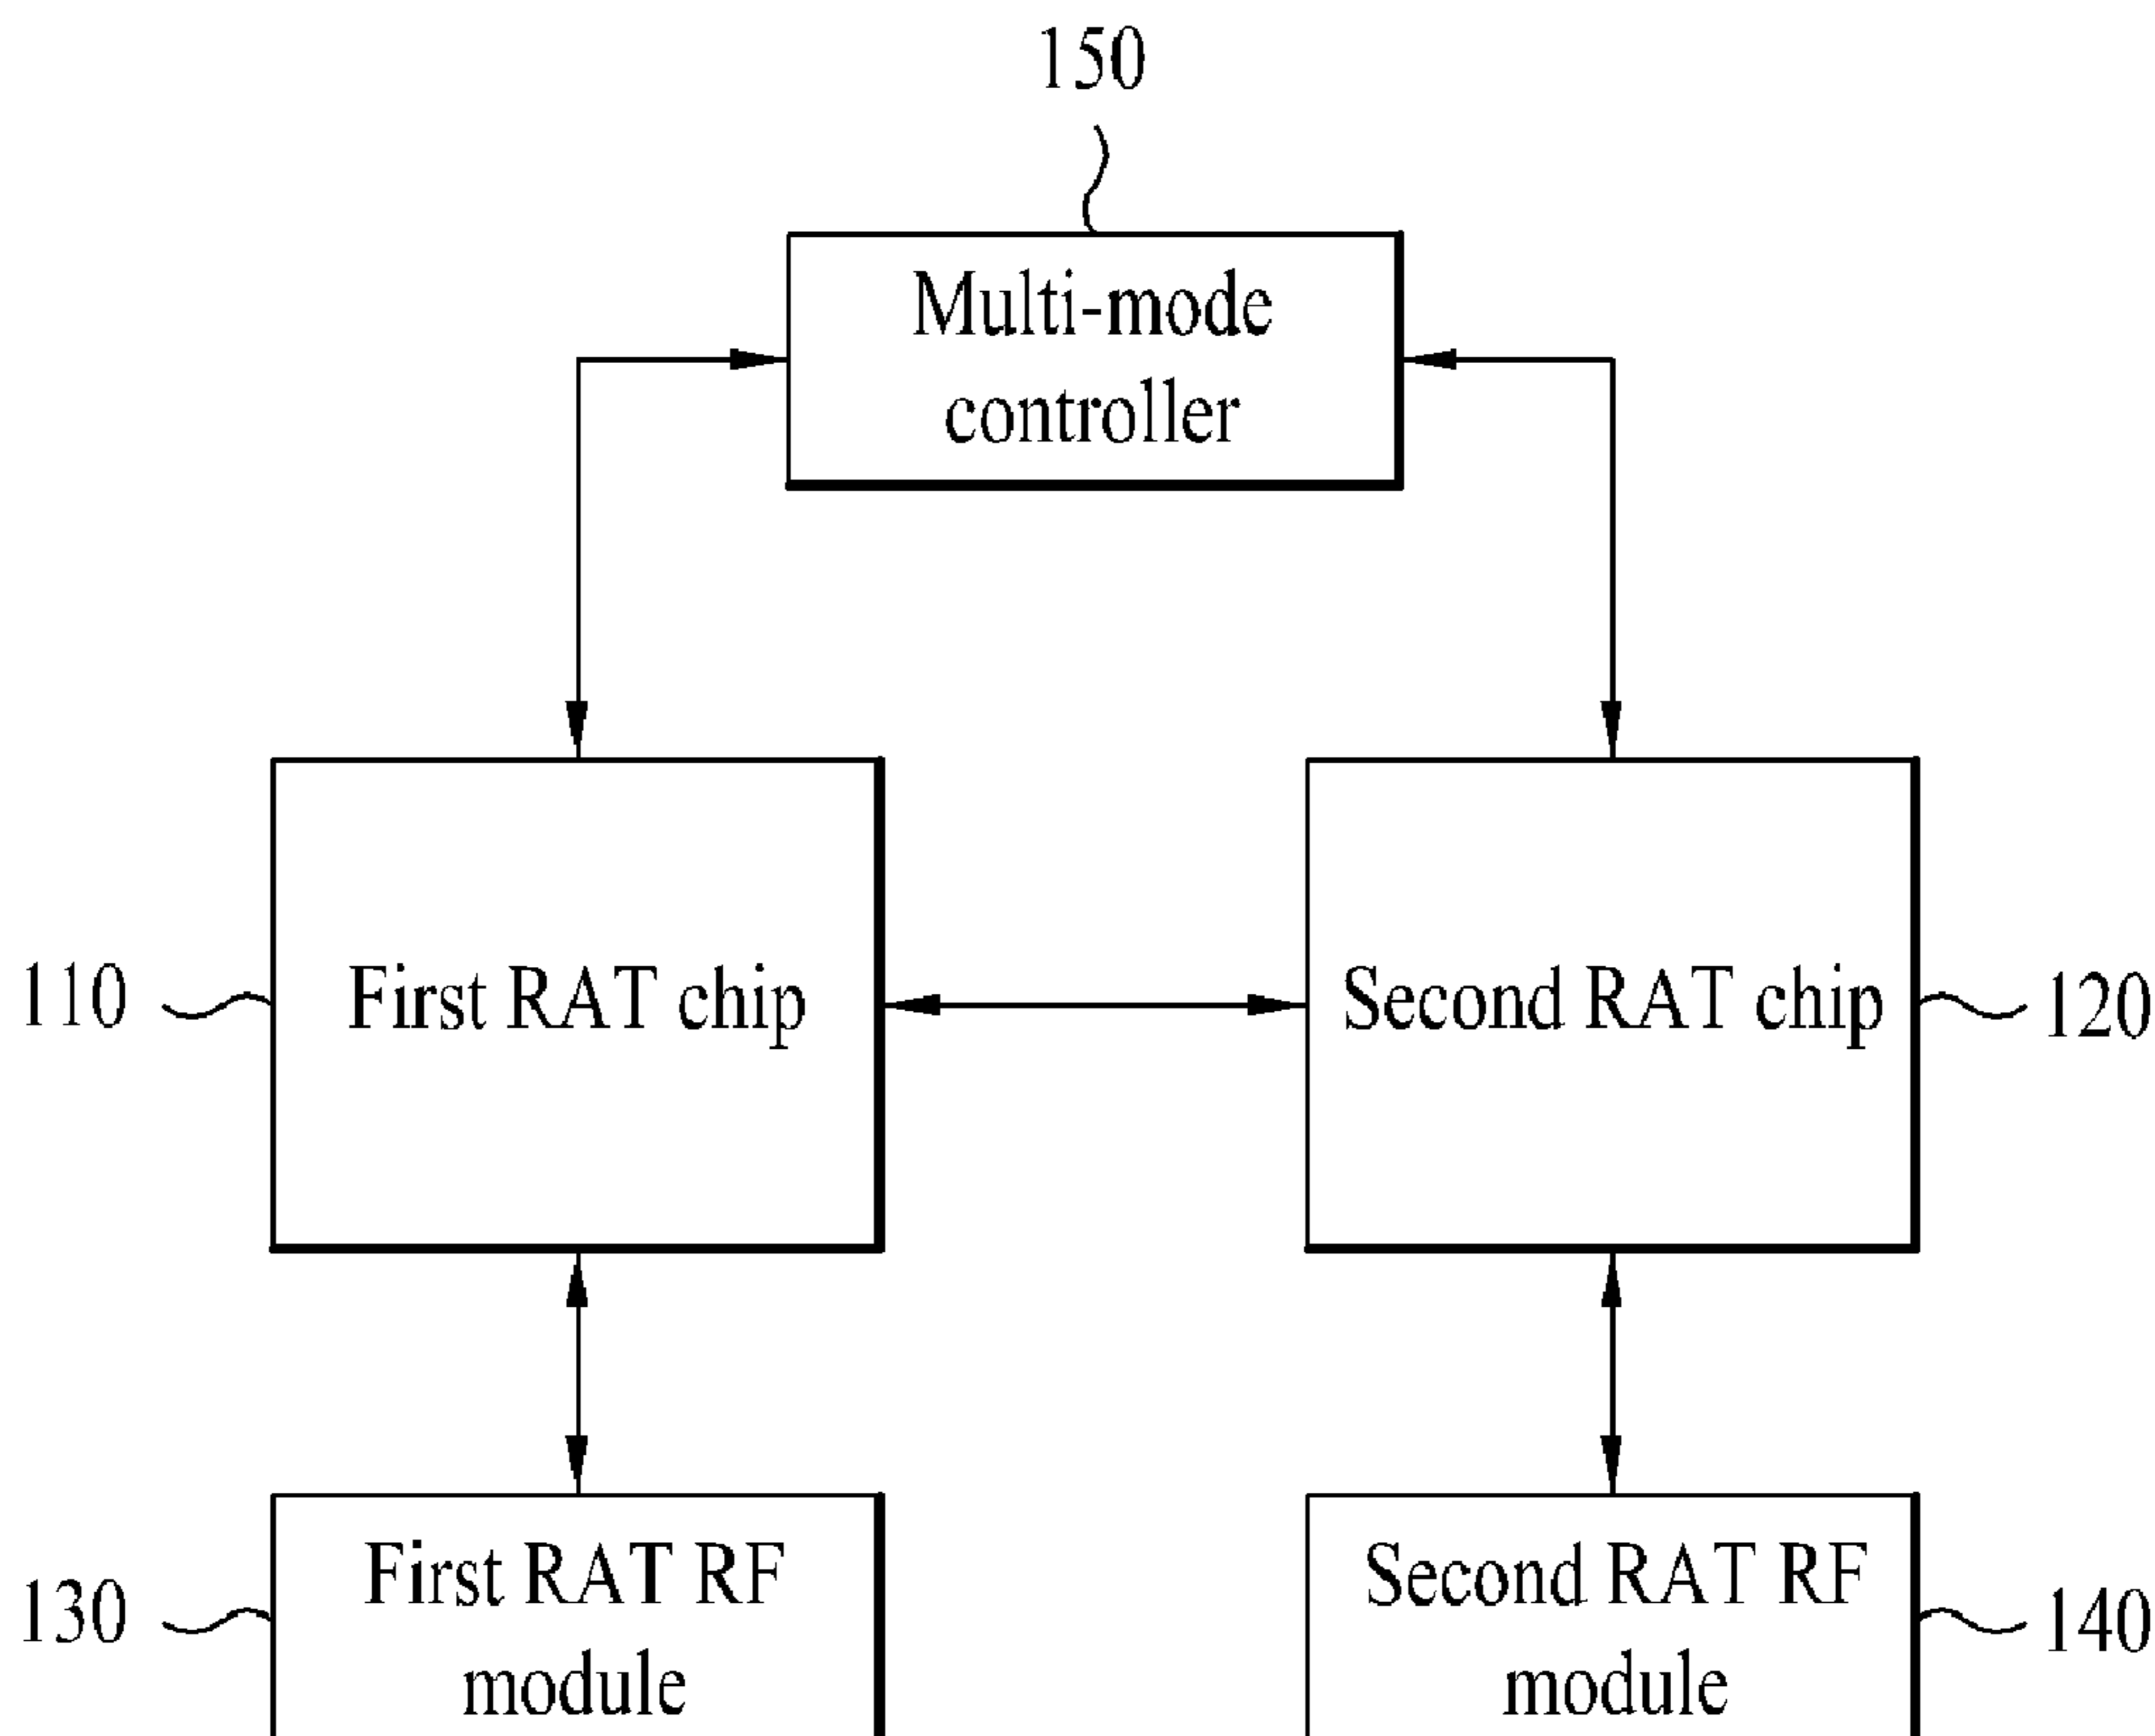 150
Multi-mode
controller
110
First RAT chip
Second RAT chip
120
130
First RAT RF
module
Second RAT RF
module
140